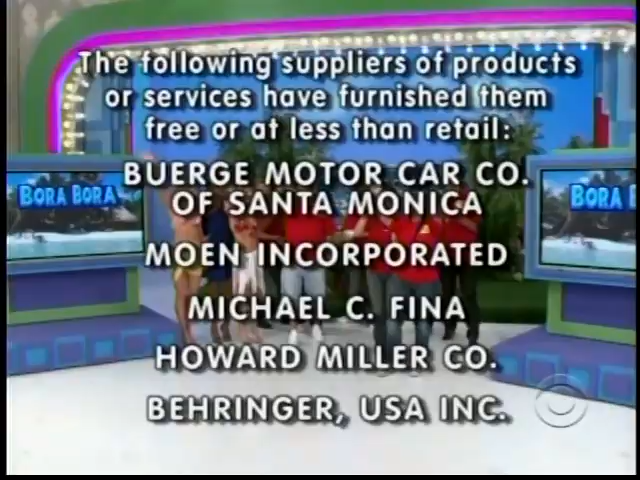 The following suppliers of products
or services have furnished them
free or at less than retail:
BUERGE MOTOR CAR CO.
OF SANTA MONICA
MOEN INCORPORATED
MICHAEL C. FINA
HOWARD MILLER CO.
BEHRINGER, USA INC.
BORA BORA
BORA